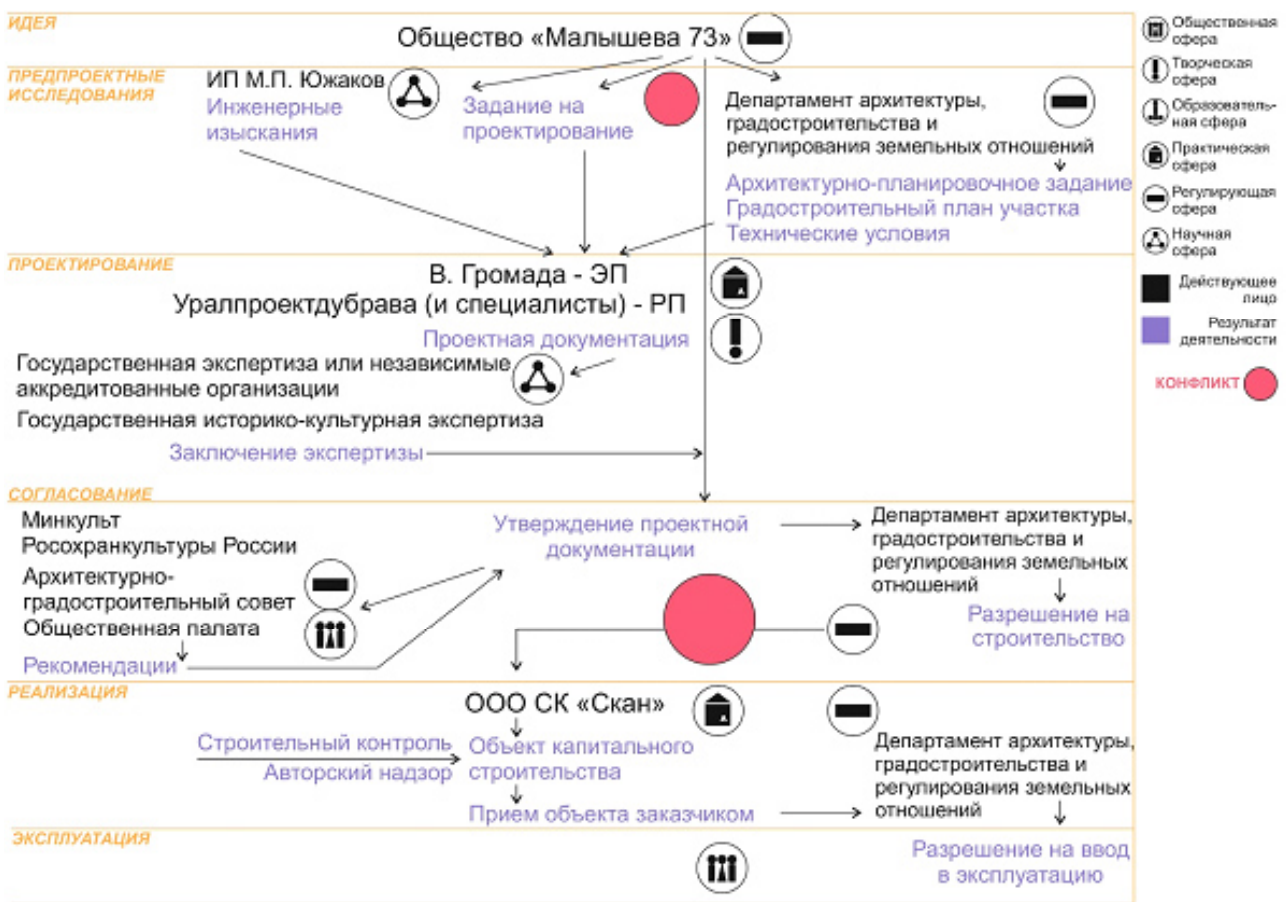 ИДЕЯ
Общество «Малышева 73»
ПРЕДПРОЕКТНЫЕ
ИССЛЕДОВАНИЯ
ИП М.П. Южаков
Инженерные
изыскания
Задание на
проектирование
Департамент архитектуры,
градостроительства и
регулирования земельных отношений
Архитектурно-планировочное задание
Градостроительный план участка
Технические условия
ПРОЕКТИРОВАНИЕ
В. Громада - ЭП
Уралпроектдубрава (и специалисты) - РП
Проектная документация
Государственная экспертиза или независимые
аккредитованные организации
Государственная историко-культурная экспертиза
Заключение экспертизы
СОГЛАСОВАНИЕ
Минкульт
Росохранкультуры России
Архитектурно-
градостроительный совет
Общественная палата
Рекомендации
Утверждение проектной
документации
Департамент архитектуры,
градостроительства и
регулирования земельных
отношений
Разрешение на
строительство
РЕАЛИЗАЦИЯ
ООО СК «Скан»
Строительный контроль
Авторский надзор
Объект капитального
строительства
Прием объекта заказчиком
Департамент архитектуры,
градостроительства и
регулирования земельных
отношений
ЭКСПЛУАТАЦИЯ
Разрешение на ввод
в эксплуатацию
Общественная
сфера
Творческая
сфера
Образователь-
ная сфера
Практическая
сфера
Регулирующая
сфера
Научная
сфера
Действующее
лицо
Результат
деятельности
КОНФЛИКТ